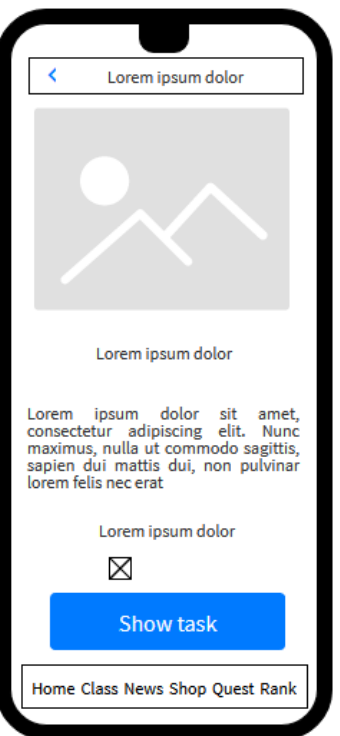 Lorem ipsum dolor
Lorem ipsum dolor
Lorem ipsum dolor sit amet,
consectetur adipiscing elit. Nunc
maximus, nulla ut commodo sagittis,
sapien dui mattis dui, non pulvinar
lorem felis nec erat
Lorem ipsum dolor
Show task
Home Class News Shop Quest Rank